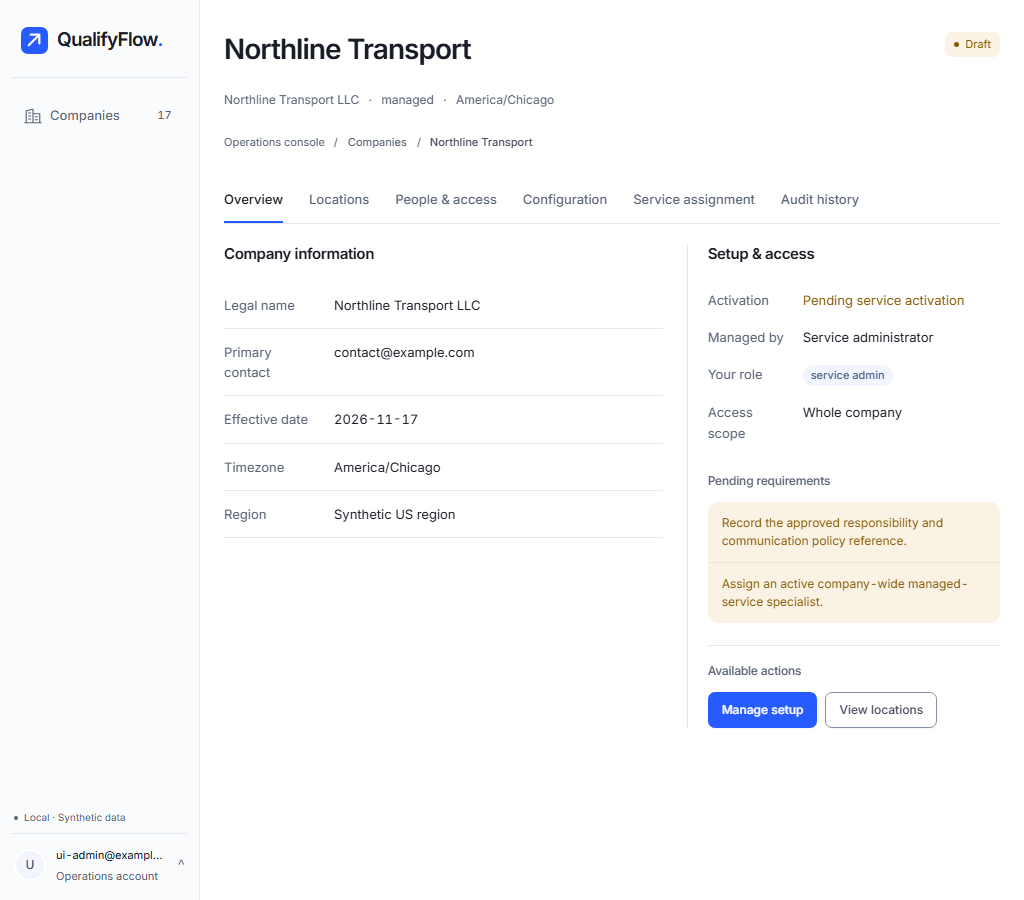 QualifyFlow.
Companies 17
Local · Synthetic data
U
ui-admin@exampl...
Operations account
^
Northline Transport
Draft
Northline Transport LLC · managed · America/Chicago
Operations console / Companies / Northline Transport
Overview Locations People & access Configuration Service assignment Audit history
Company information
Legal name Northline Transport LLC
Primary contact@example.com
contact
Effective date 2026-11-17
Timezone America/Chicago
Region Synthetic US region
Setup & access
Activation Pending service activation
Managed by Service administrator
Your role service admin
Access Whole company
scope
Pending requirements
Record the approved responsibility and
communication policy reference.
Assign an active company-wide managed-
service specialist.
Available actions
Manage setup View locations